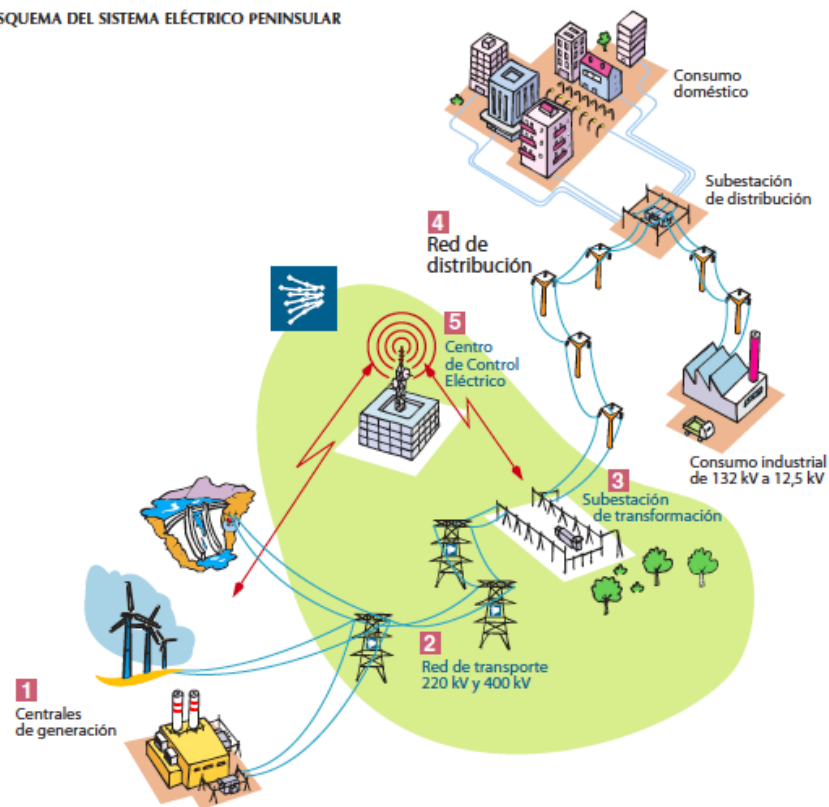 SQUEMA DEL SISTEMA ELÉCTRICO PENINSULAR
Consumo
doméstico
Subestación
de distribución
4
Red de
distribución
5
Centro
de Control
Eléctrico
Consumo industrial
de 132 kV a 12,5 kV
3
Subestación
de transformación
2
Red de transporte
220 kV y 400 kV
1
Centrales
de generación